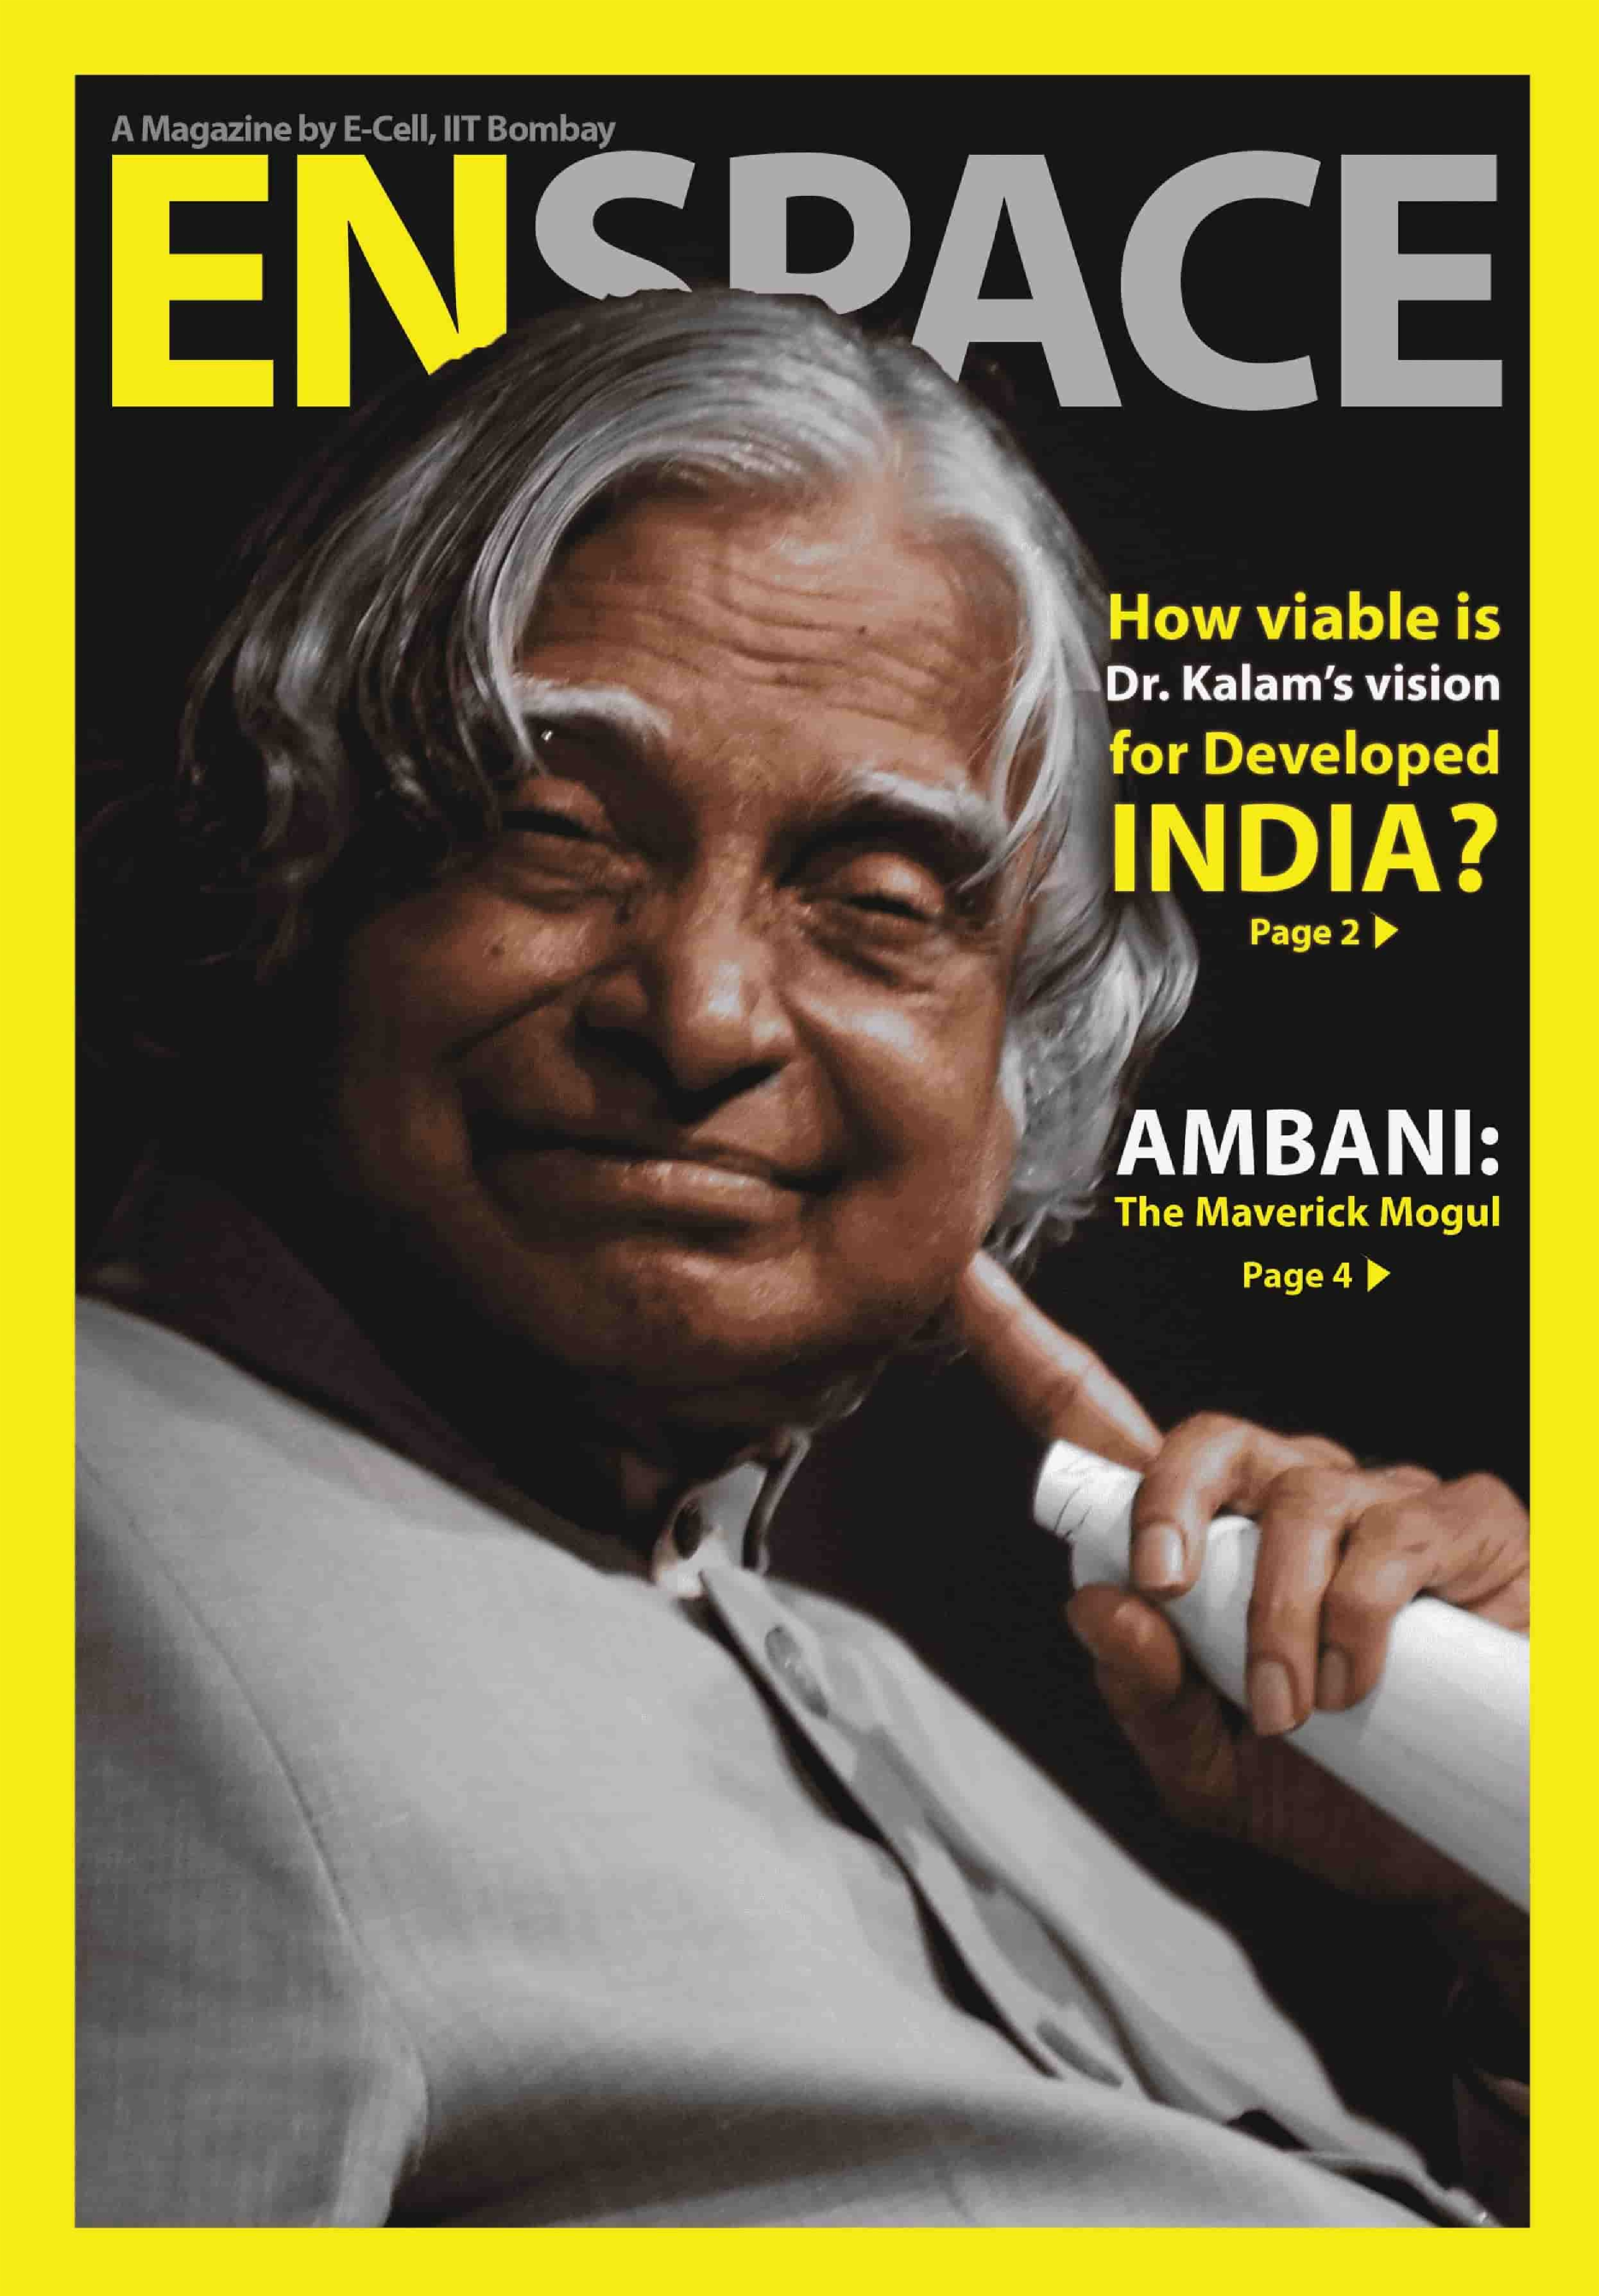 A Magazine by E-Cell, IIT Bombay
ENSPACE
How viable is
Dr. Kalam's vision
for Developed
INDIA?
Page 2
AMBANI:
The Maverick Mogul
Page 4